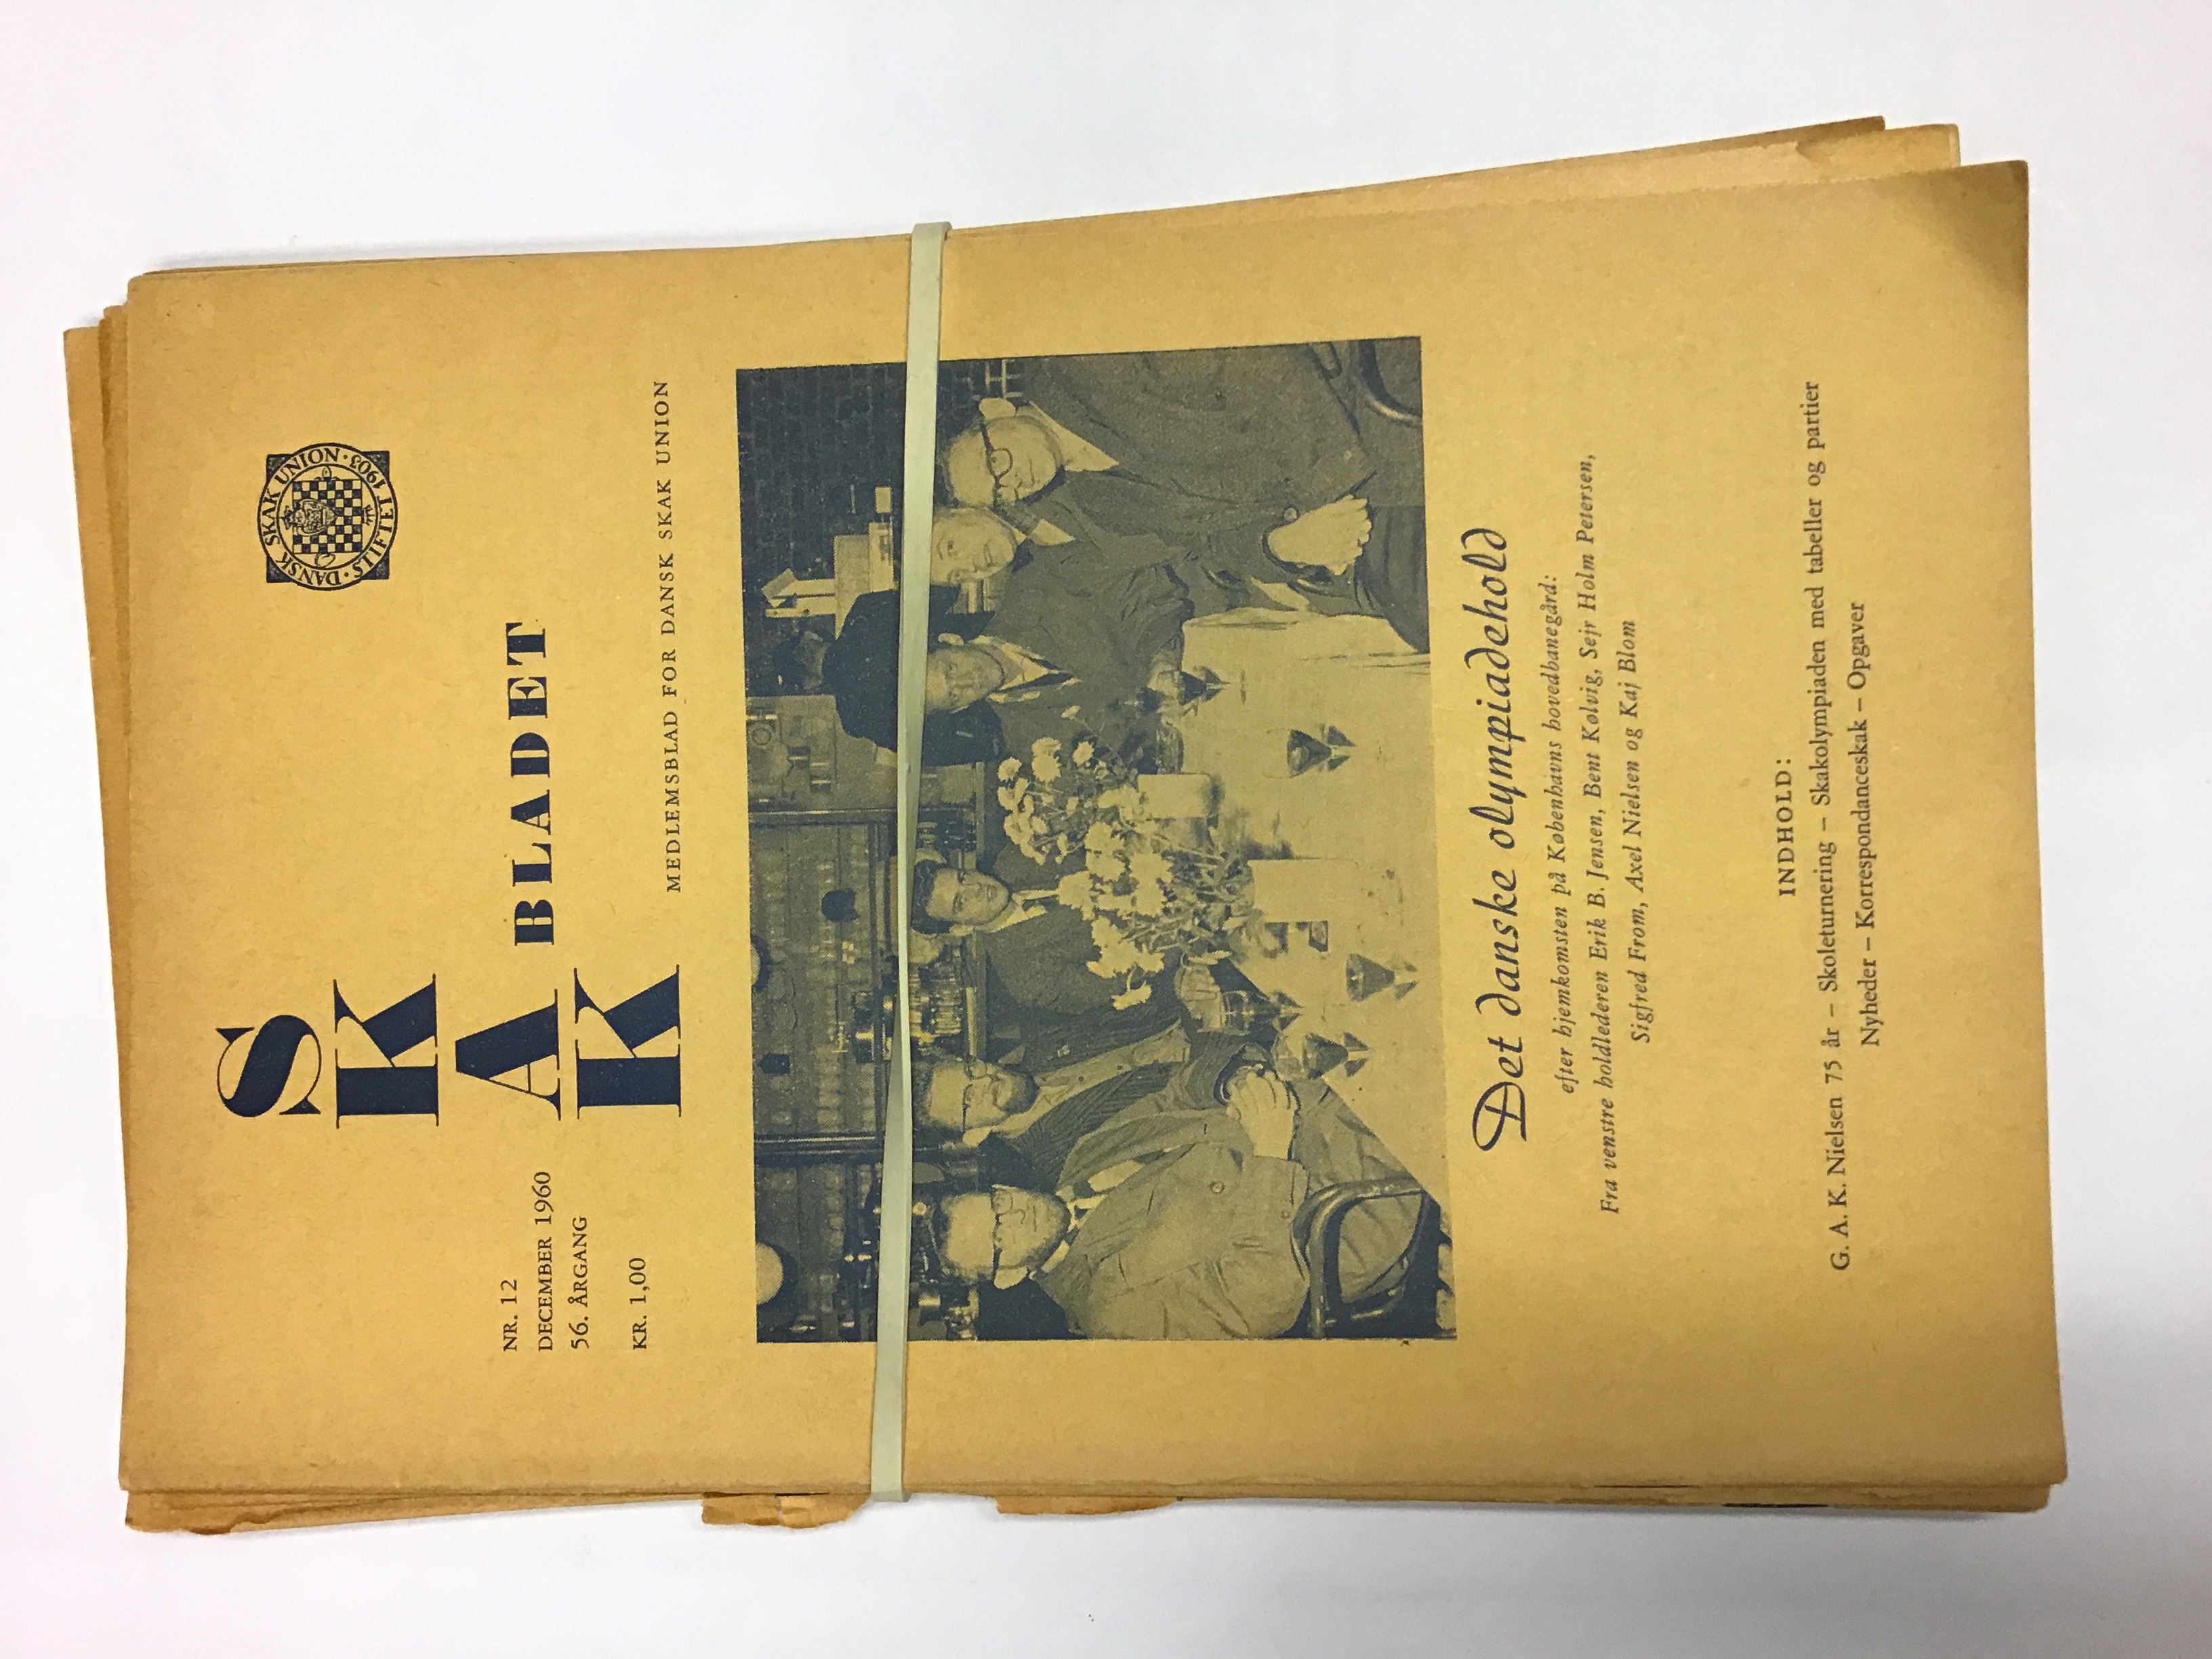 S
K
A
K
BLADET
DANSK SKAK UNION · STIFTET 1903 ·
NR. 12
DECEMBER 1960
56. ÅRGANG
KR. 1,00
MEDLEMSBLAD FOR DANSK SKAK UNION
Det danske olympiadehold
efter hjemkomsten på Københavns hovedbanegård:
Fra venstre holdlederen Erik B. Jensen, Bent Kølvig, Sejr Holm Petersen,
Sigfred From, Axel Nielsen og Kaj Blom
INDHOLD:
G. A. K. Nielsen 75 år – Skoleturnering – Skakolympiaden med tabeller og partier
Nyheder – Korrespondanceskak – Opgaver